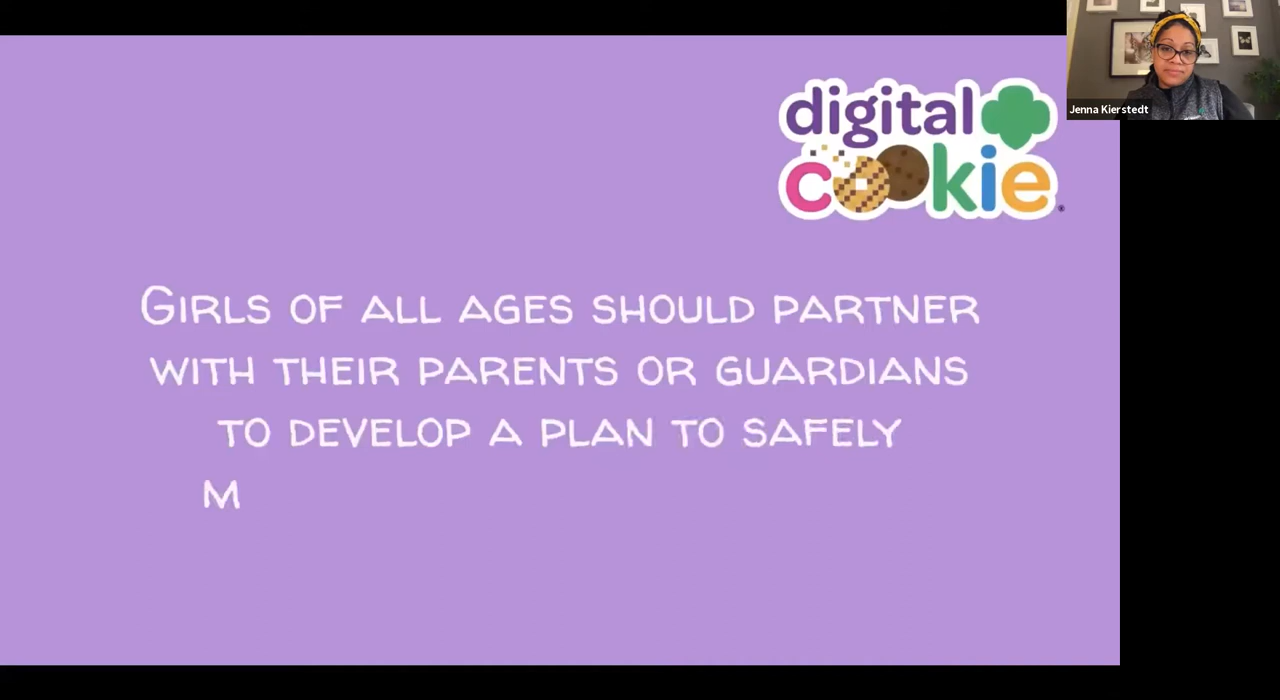 digital
cookie
Jenna Kierstedt
GIRLS OF ALL AGES SHOULD PARTNER
WITH THEIR PARENTS OR GUARDIANS
TO DEVELOP A PLAN TO SAFELY
M